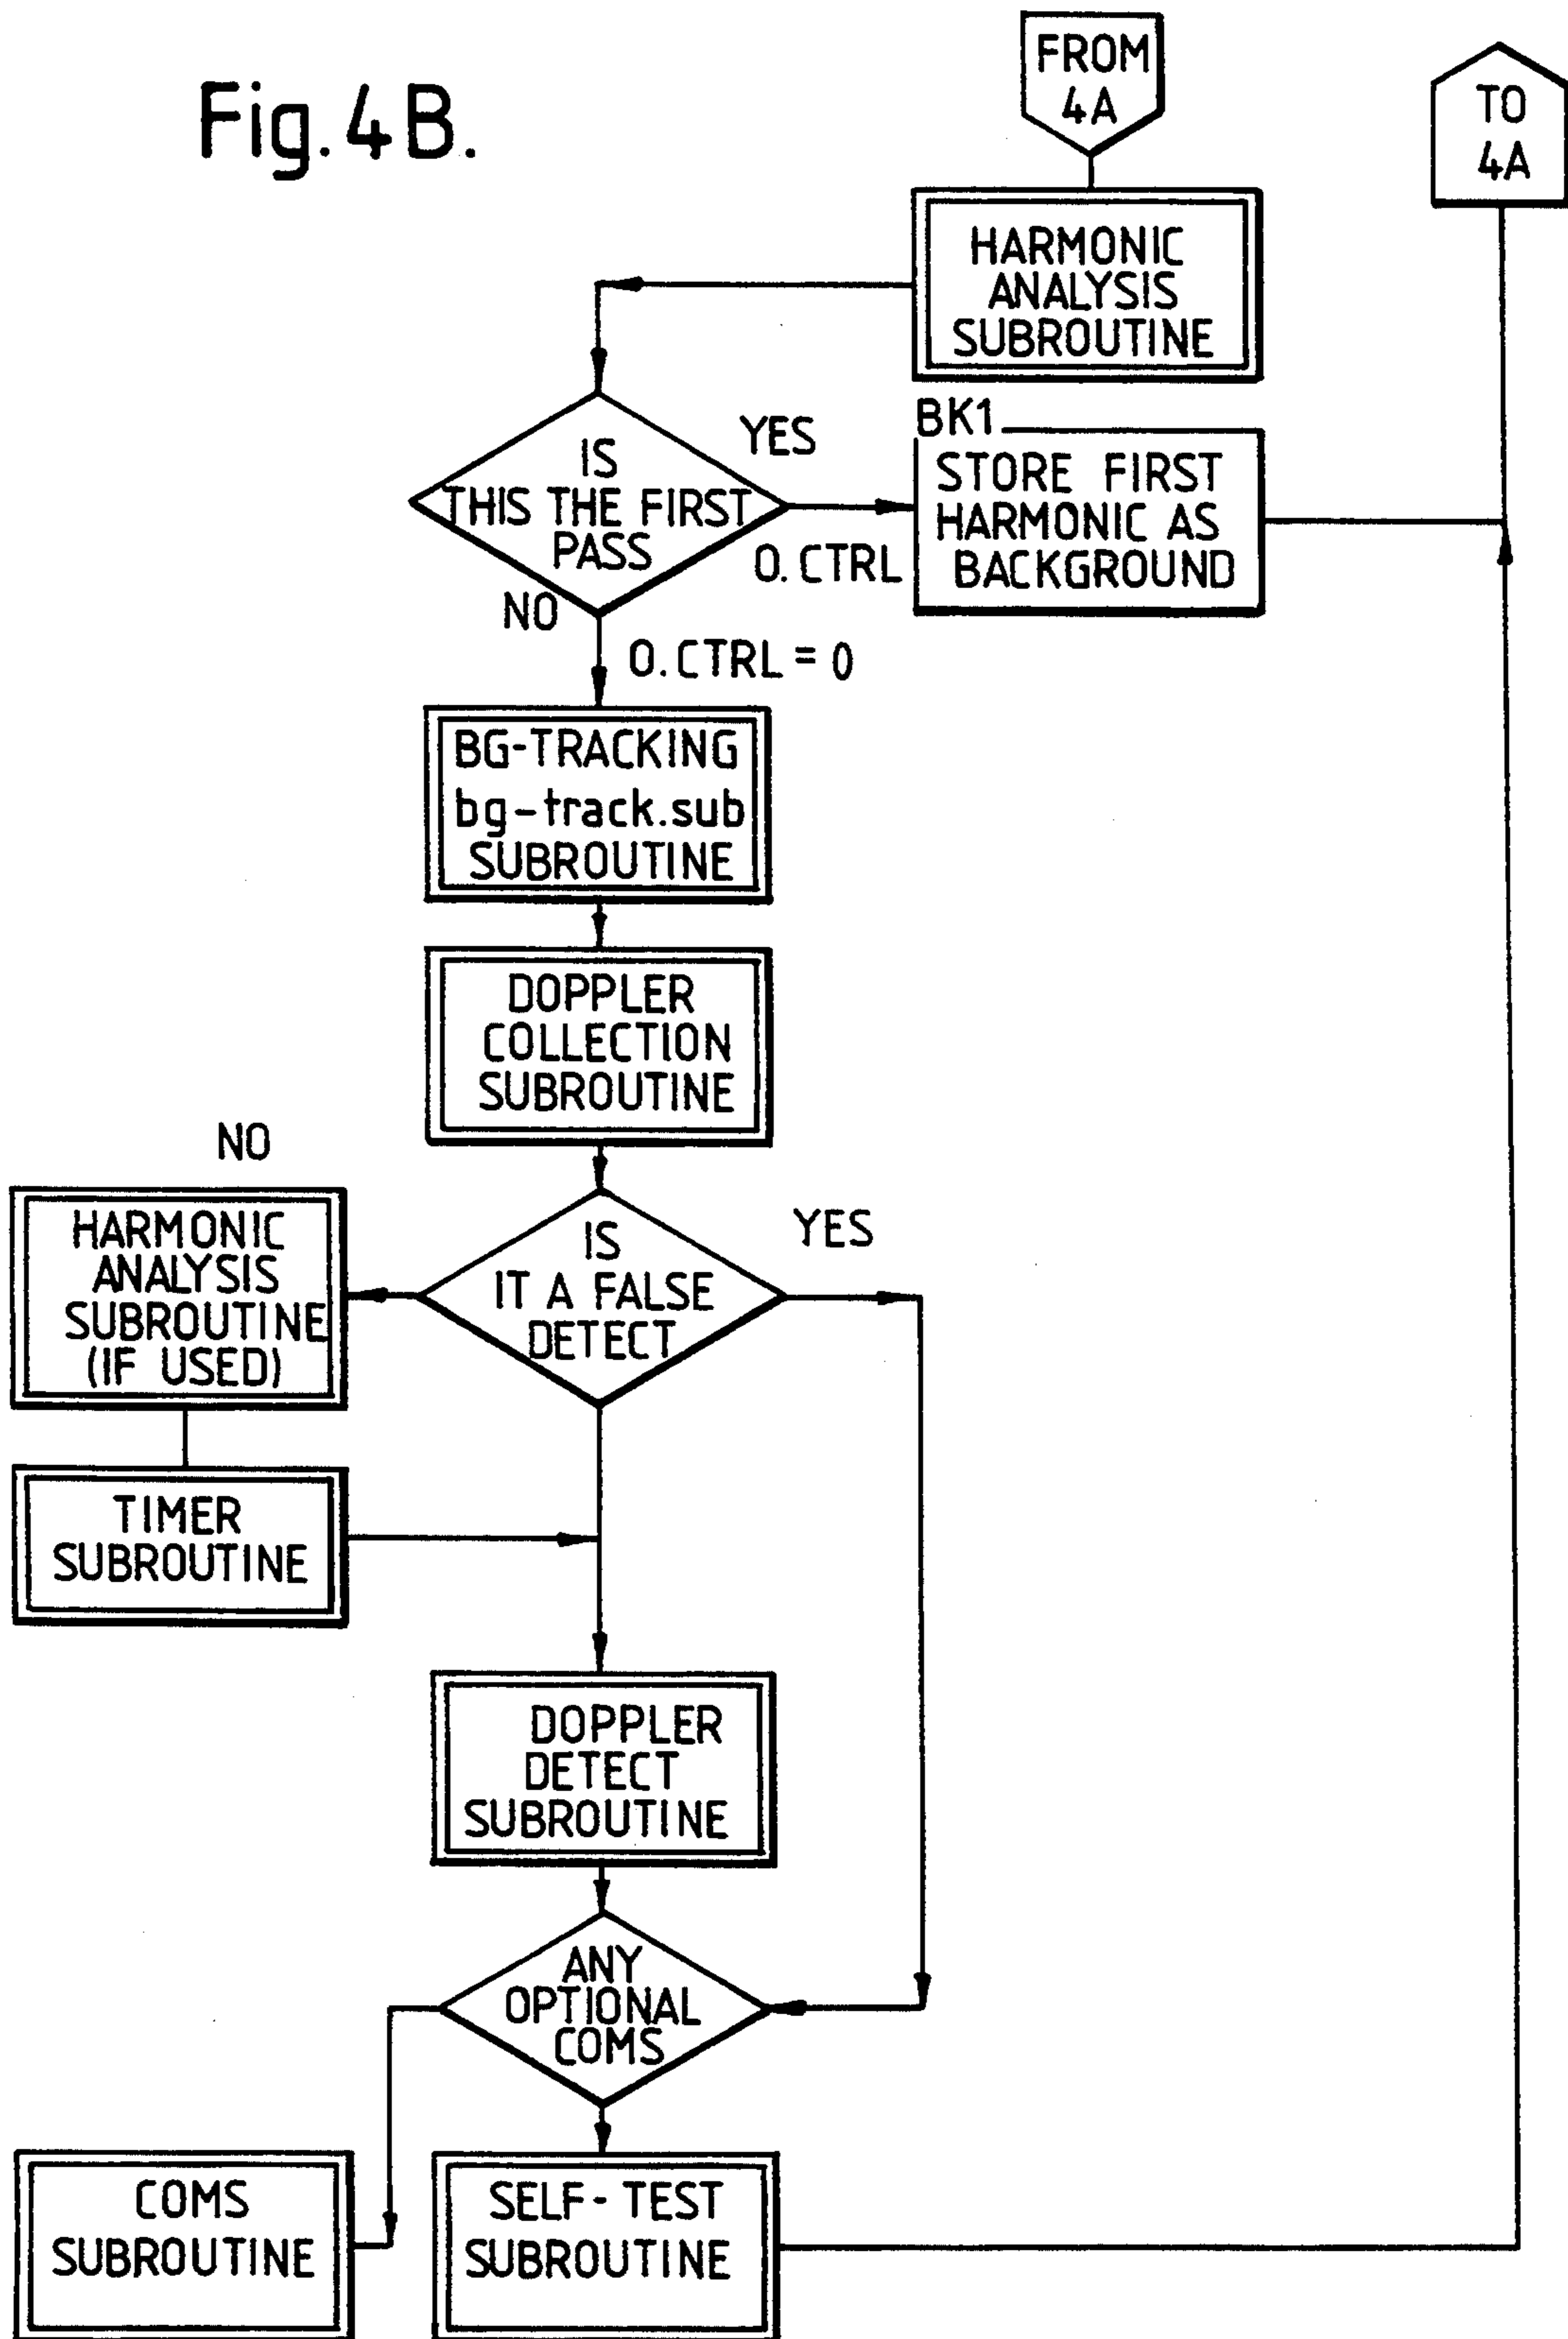 Fig. 4B.
FROM
4A
TO
4A
HARMONIC
ANALYSIS
SUBROUTINE
IS
THIS THE FIRST
PASS
YES
O. CTRL
NO
O. CTRL = 0
BK1
STORE FIRST
HARMONIC AS
BACKGROUND
BG-TRACKING
bg-track.sub
SUBROUTINE
DOPPLER
COLLECTION
SUBROUTINE
NO
IS
IT A FALSE
DETECT
YES
HARMONIC
ANALYSIS
SUBROUTINE
(IF USED)
TIMER
SUBROUTINE
DOPPLER
DETECT
SUBROUTINE
ANY
OPTIONAL
COMS
COMS
SUBROUTINE
SELF-TEST
SUBROUTINE